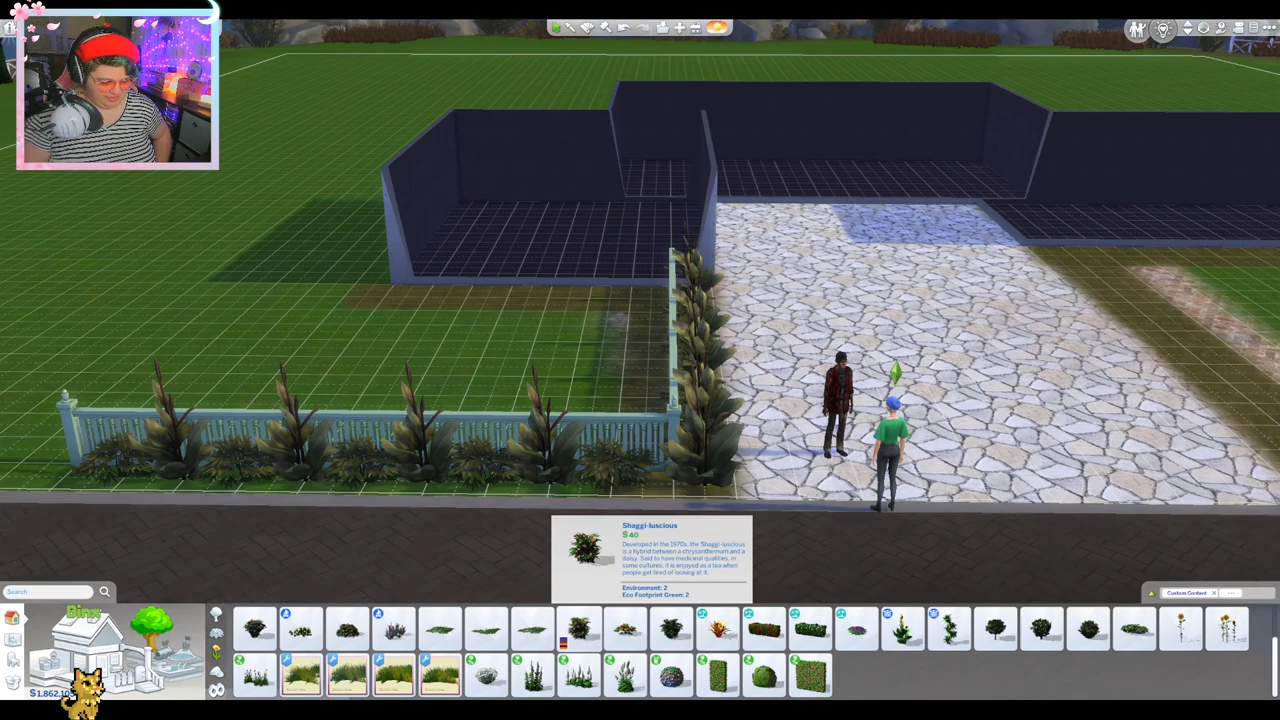 Shaggi-luscious
$40
Developed in the 1970s, the Shaggi-luscious
is a hybrid between a chrysanthemum and a
daisy. Said to have medicinal qualities, in
some cultures, it is enjoyed as a tea when
people get tired of looking at it.
Environment: 2
Eco Footprint Green: 2
Search
Custom Content
$1,862,10